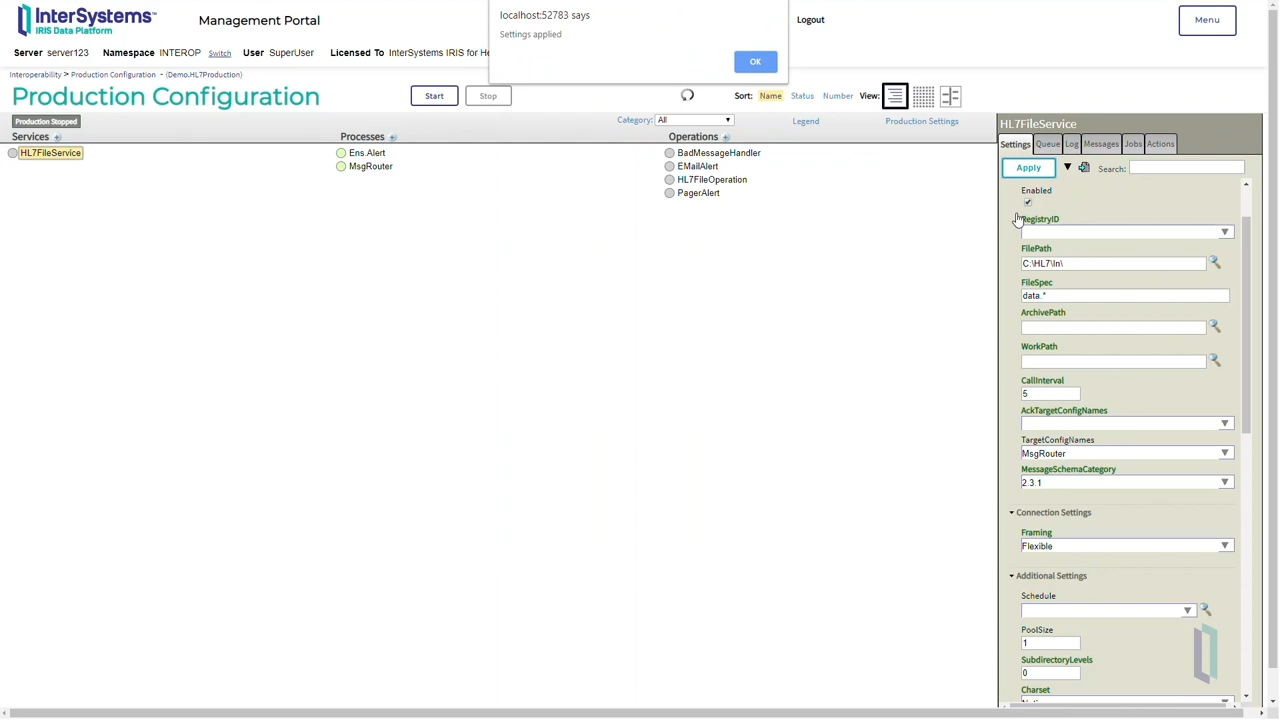 InterSystems™
IRIS Data Platform
Management Portal
localhost:52783 says
Settings applied
OK
Logout
Menu
Server server123 Namespace INTEROP Switch User SuperUser Licensed To InterSystems IRIS for He
Interoperability > Production Configuration - (Demo.HL7Production)
Production Configuration
Start
Stop
Sort: Name Status Number View:
Production Stopped
Category: All
Legend
Production Settings
Services +
Processes +
Operations +
HL7FileService
Ens.Alert
MsgRouter
BadMessageHandler
EMailAlert
HL7FileOperation
PagerAlert
HL7FileService
Settings Queue Log Messages Jobs Actions
Apply
Search:
Enabled
RegistryID
FilePath
C:\HL7\In\
FileSpec
data.*
ArchivePath
WorkPath
CallInterval
5
AckTargetConfigNames
TargetConfigNames
MsgRouter
MessageSchemaCategory
2.3.1
Connection Settings
Framing
Flexible
Additional Settings
Schedule
PoolSize
1
SubdirectoryLevels
0
Charset